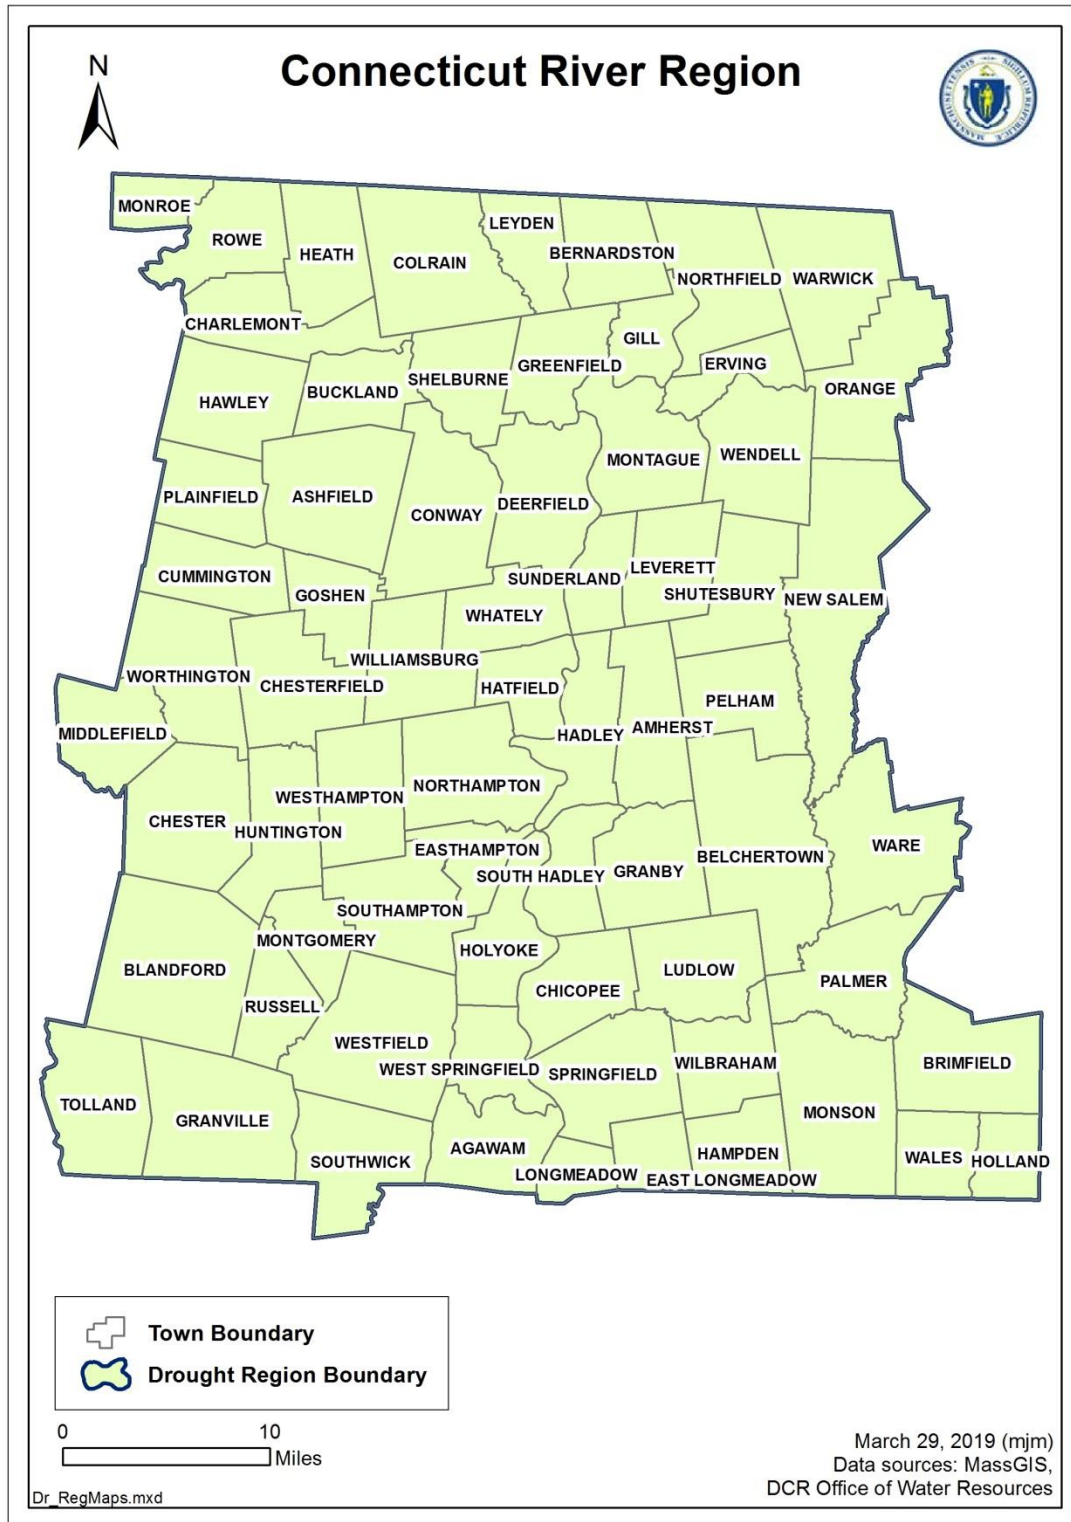 Connecticut River Region
N
MONROE
ROWE
HEATH
COLRAIN
LEYDEN
BERNARDSTON
NORTHFIELD
WARWICK
CHARLEMONT
GILL
ERVING
GREENFIELD
SHELBURNE
BUCKLAND
HAWLEY
ORANGE
WENDELL
MONTAGUE
PLAINFIELD
ASHFIELD
CONWAY
DEERFIELD
CUMMINGTON
GOSHEN
SUNDERLAND
LEVERETT
SHUTESBURY
NEW SALEM
WHATELY
WORTHINGTON
CHESTERFIELD
WILLIAMSBURG
HATFIELD
PELHAM
MIDDLEFIELD
HADLEY
AMHERST
NORTHAMPTON
WESTHAMPTON
CHESTER
HUNTINGTON
EASTHAMPTON
SOUTH HADLEY
GRANBY
BELCHERTOWN
WARE
SOUTHAMPTON
MONTGOMERY
HOLYOKE
BLANDFORD
RUSSELL
CHICOPEE
LUDLOW
PALMER
WESTFIELD
WEST SPRINGFIELD
SPRINGFIELD
WILBRAHAM
BRIMFIELD
TOLLAND
GRANVILLE
MONSON
SOUTHWICK
AGAWAM
LONGMEADOW
HAMPDEN
EAST LONGMEADOW
WALES
HOLLAND
Town Boundary
Drought Region Boundary
0 10
Miles
March 29, 2019 (mjm)
Data sources: MassGIS,
DCR Office of Water Resources
Dr_RegMaps.mxd